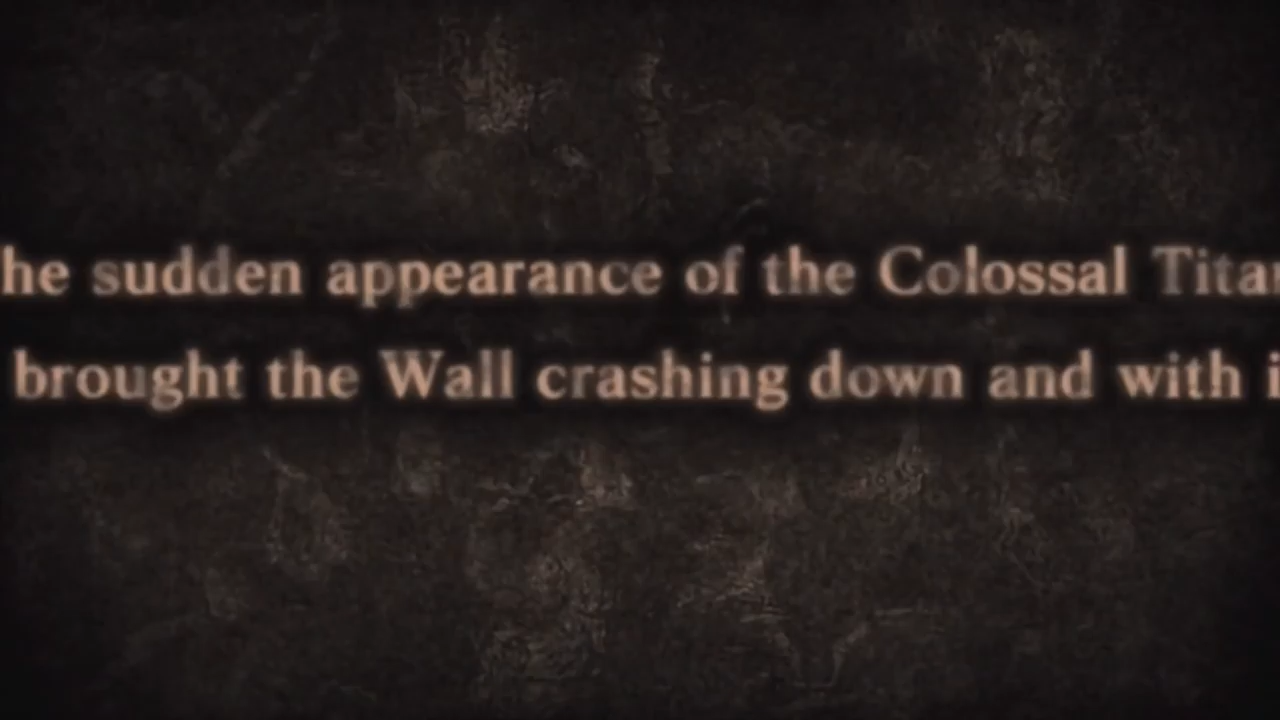 he sudden appearance of the Colossal Tita
brought the Wall crashing down and with i